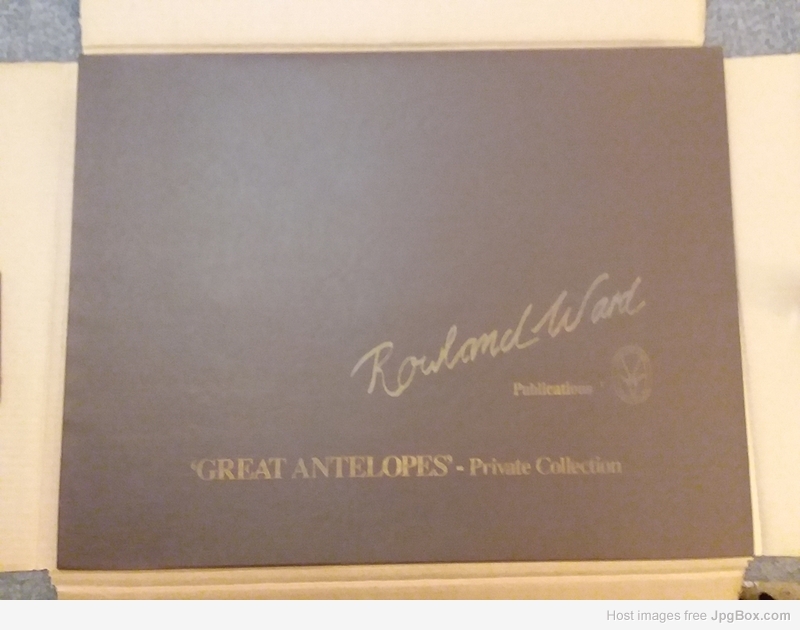 Rowland Ward
Publications
'GREAT ANTELOPES' - Private Collection
Host images free JpgBox.com